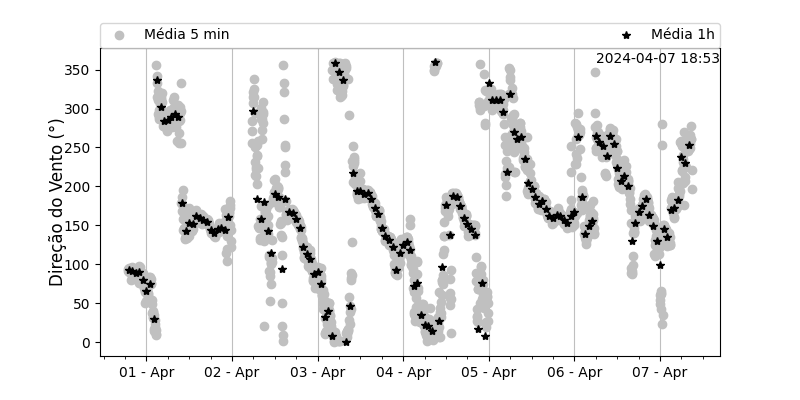 Média 5 min
Média 1h
2024-04-07 18:53
Direção do Vento (°)
350
300
250
200
150
100
50
0
01 - Apr
02 - Apr
03 - Apr
04 - Apr
05 - Apr
06 - Apr
07 - Apr